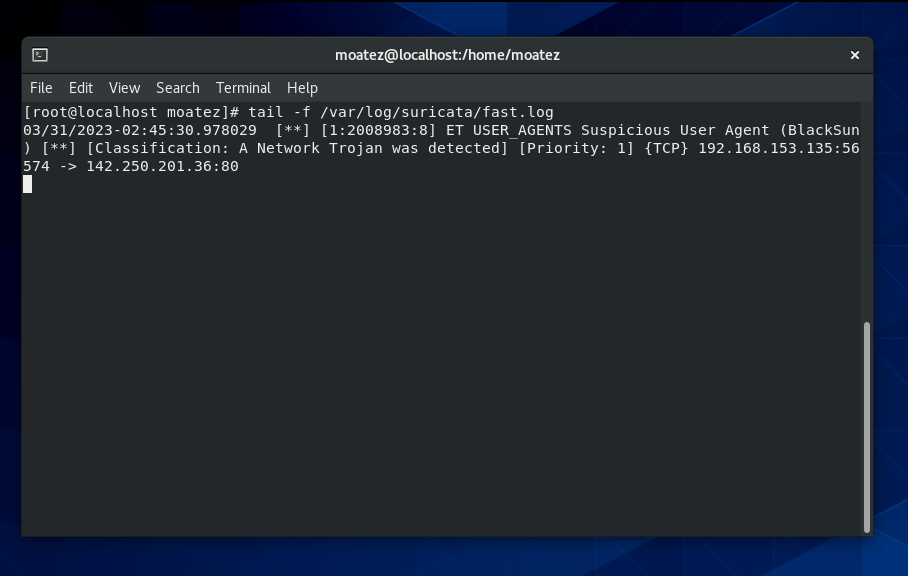 moatez@localhost:/home/moatez
×
File Edit View Search Terminal Help
[root@localhost moatez]# tail -f /var/log/suricata/fast.log
03/31/2023-02:45:30.978029  [**] [1:2008983:8] ET USER_AGENTS Suspicious User Agent (BlackSun
) [**] [Classification: A Network Trojan was detected] [Priority: 1] {TCP} 192.168.153.135:56
574 -> 142.250.201.36:80